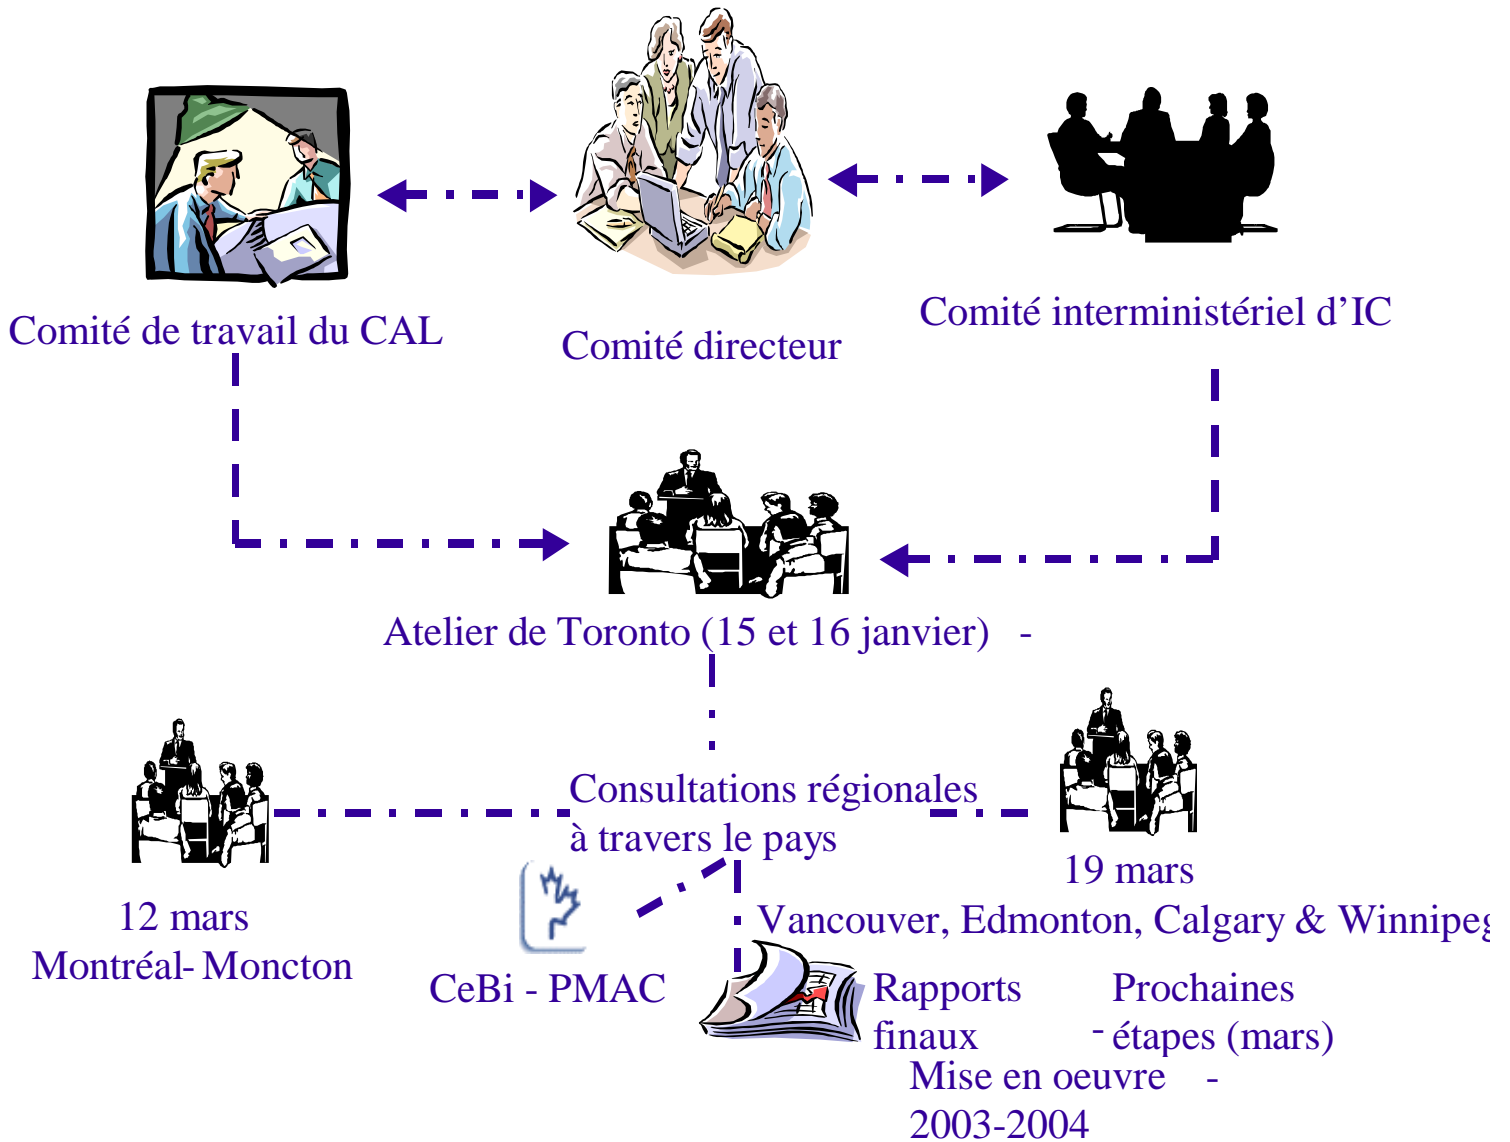 Comité de travail du CAL
Comité directeur
Comité interministériel d’IC
Atelier de Toronto (15 et 16 janvier) -
Consultations régionales
à travers le pays
12 mars
Montréal- Moncton
19 mars
Vancouver, Edmonton, Calgary & Winnipeg
CeBi - PMAC
Rapports
finaux
Prochaines
- étapes (mars)
Mise en oeuvre -
2003-2004